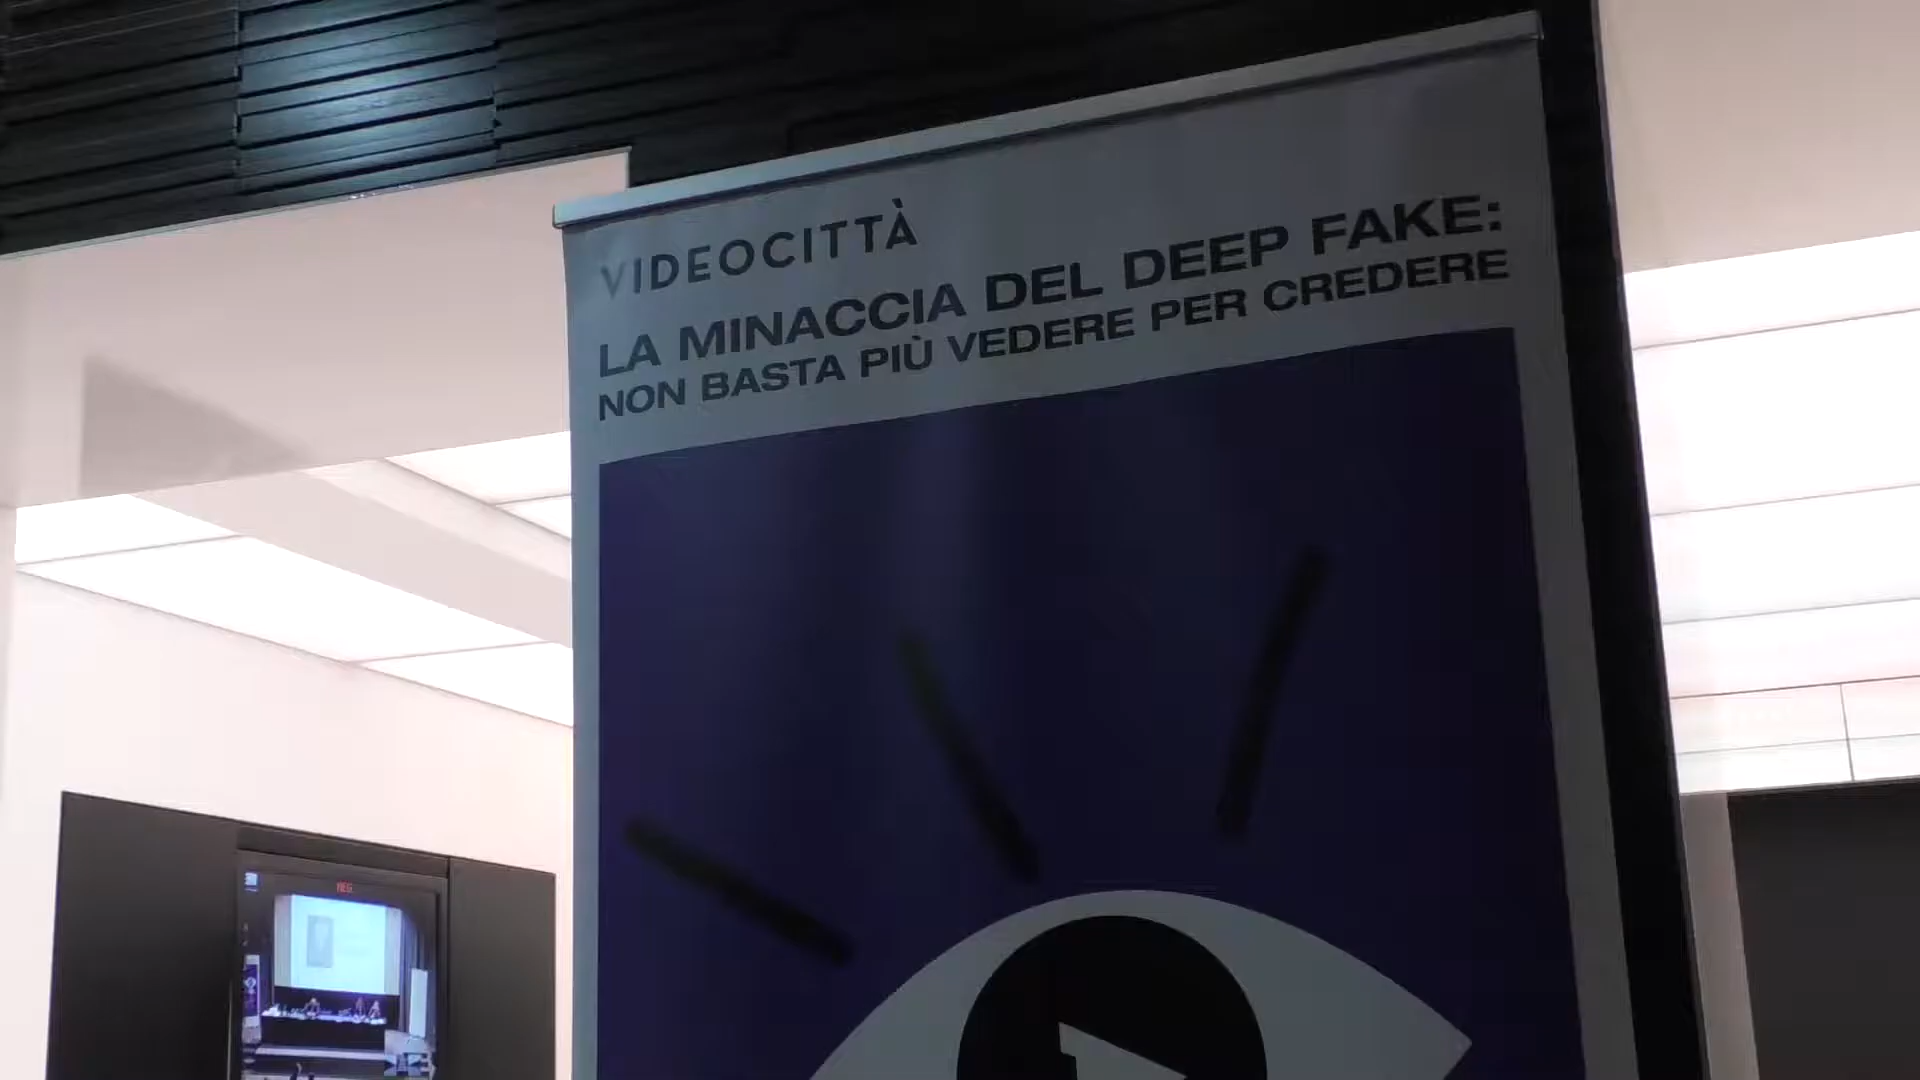 VIDEOCITTÀ
LA MINACCIA DEL DEEP FAKE:
NON BASTA PIÙ VEDERE PER CREDERE